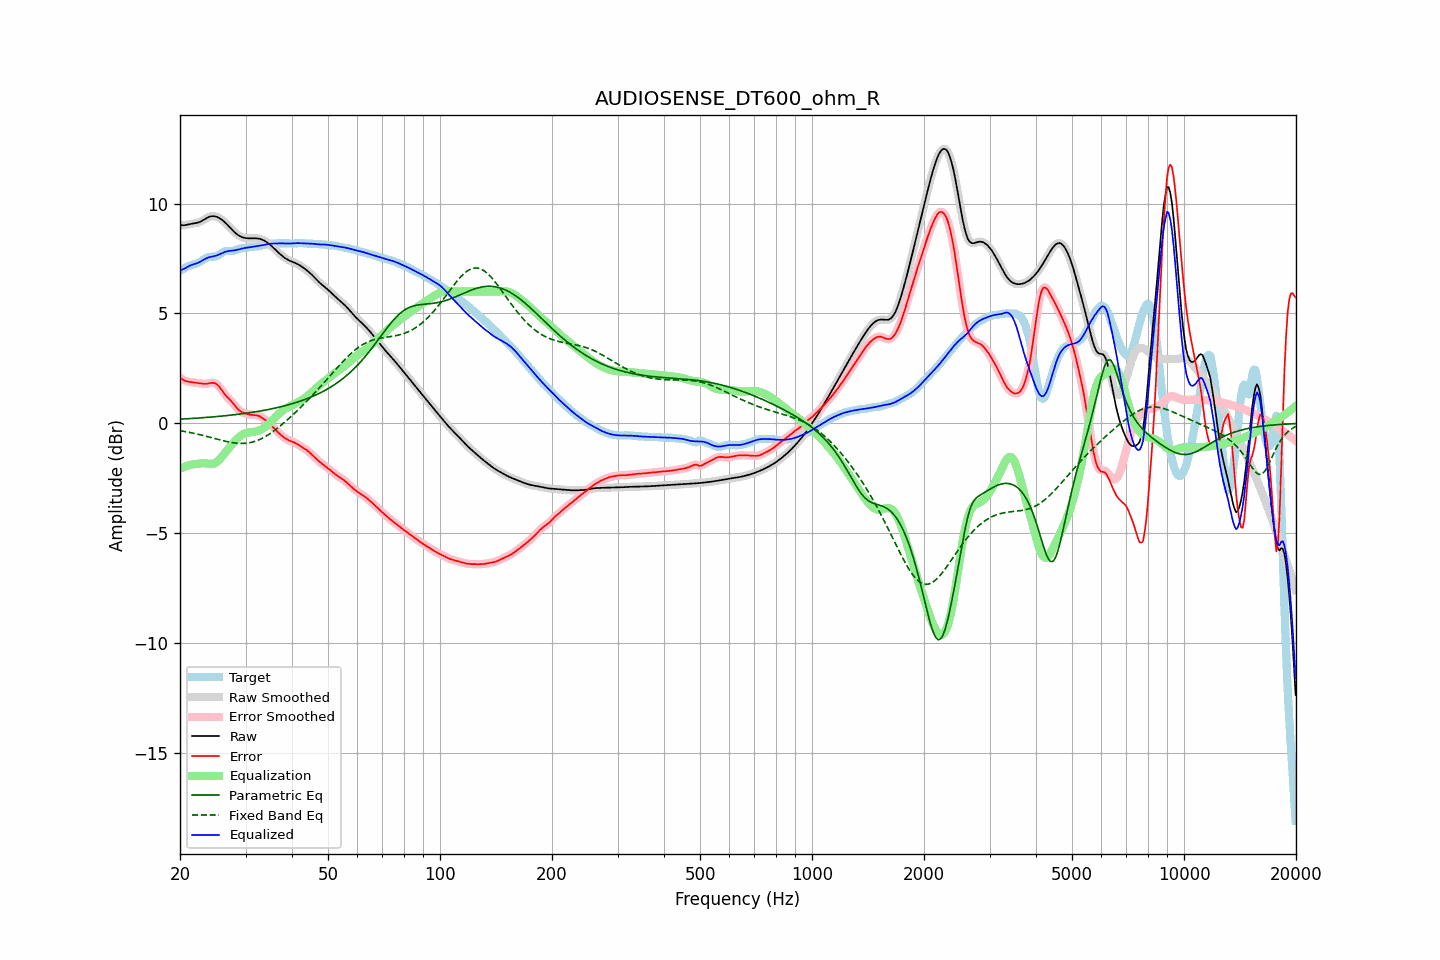 AUDIOSENSE_DT600_ohm_R
Amplitude (dBr)
10
5
0
−5
−10
−15
Target
Raw Smoothed
Error Smoothed
Raw
Error
Equalization
Parametric Eq
Fixed Band Eq
Equalized
20 50 100 200 500 1000 2000 5000 10000 20000
Frequency (Hz)